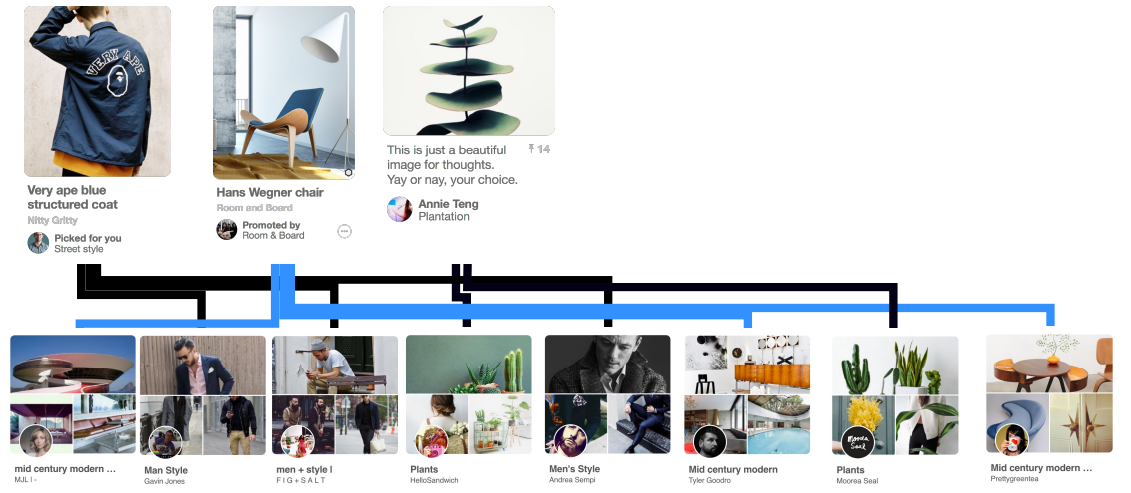 VERY APE
Very ape blue
structured coat
Nitty Gritty
Picked for you
Street style
Hans Wegner chair
Room and Board
Promoted by
Room & Board
This is just a beautiful
image for thoughts.
Yay or nay, your choice.
14
Annie Teng
Plantation
mid century modern ...
MJL I -
Man Style
Gavin Jones
men + style |
F I G + S A L T
Plants
HelloSandwich
Men's Style
Andrea Sempi
Mid century modern
Tyler Goodro
Moorea
Seal
Plants
Moorea Seal
Mid century modern ...
Prettygreentea